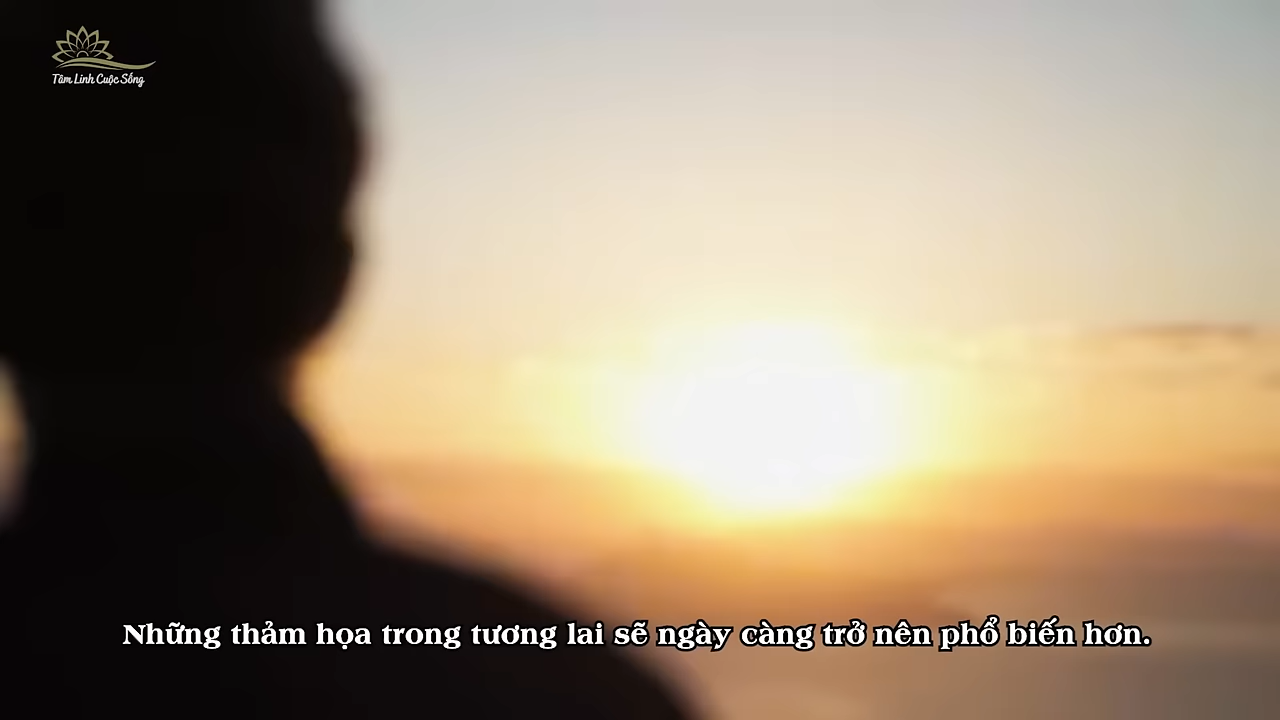 Tâm Linh Cuộc Sống
Những thảm họa trong tương lai sẽ ngày càng trở nên phổ biến hơn.